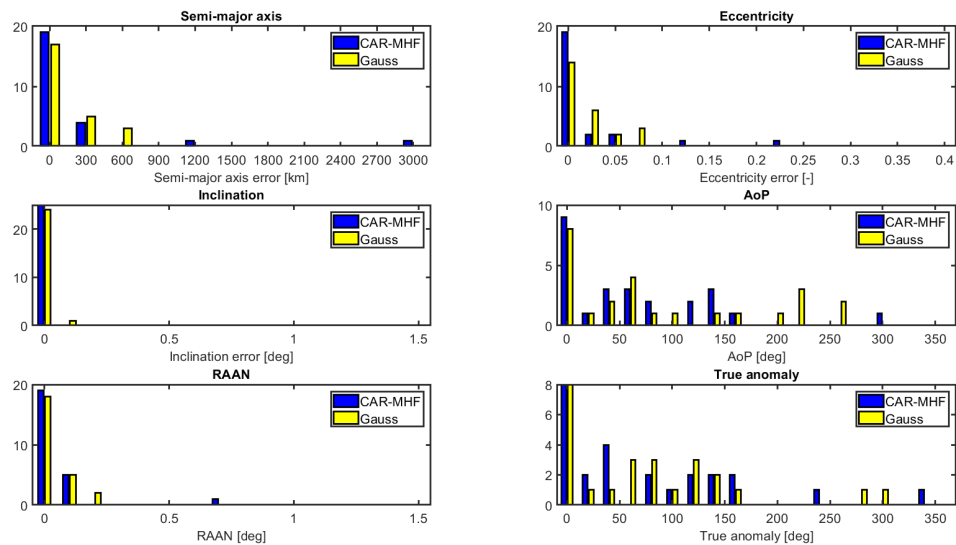 Semi-major axis
20
10
0
0 300 600 900 1200 1500 1800 2100 2400 2700 3000
Semi-major axis error [km]
CAR-MHF
Gauss
Eccentricity
20
10
0
0 0.05 0.1 0.15 0.2 0.25 0.3 0.35 0.4
Eccentricity error [-]
CAR-MHF
Gauss
Inclination
20
10
0
0 0.5 1 1.5
Inclination error [deg]
CAR-MHF
Gauss
AoP
10
5
0
0 50 100 150 200 250 300 350
AoP [deg]
CAR-MHF
Gauss
RAAN
20
10
0
0 0.5 1 1.5
RAAN [deg]
CAR-MHF
Gauss
True anomaly
8
6
4
2
0
0 50 100 150 200 250 300 350
True anomaly [deg]
CAR-MHF
Gauss